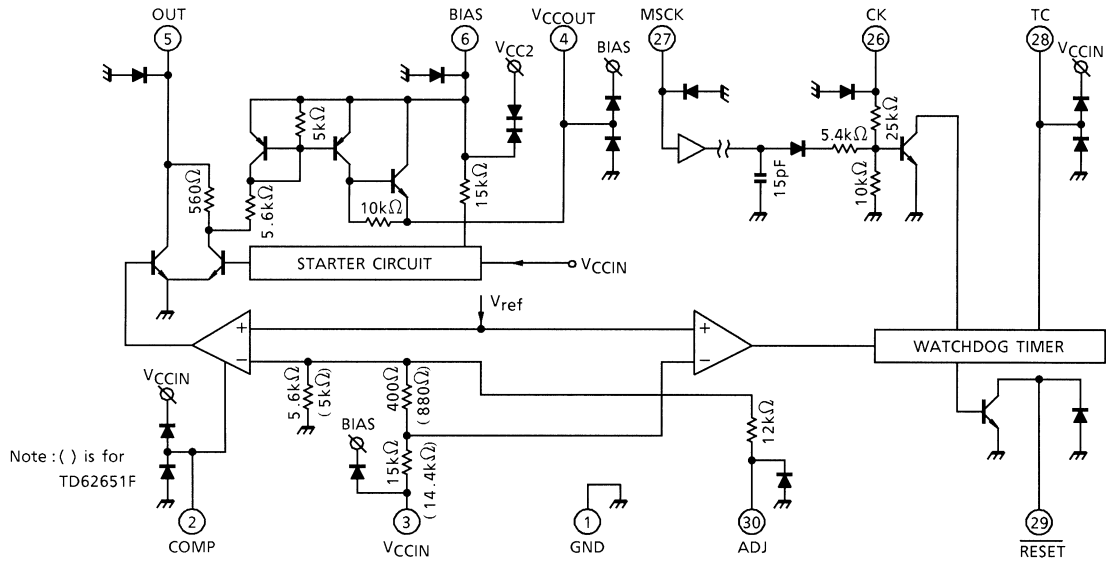 OUT BIAS VCCOUT MSCK CK TC
5 6 4 27 26 28
VCC2 BIAS VCCIN
5kΩ 25kΩ
5.4kΩ
560Ω 5.6kΩ 10kΩ 15kΩ 15pF 10kΩ
STARTER CIRCUIT VCCIN
Vref
+ +
WATCHDOG TIMER
− −
VCCIN 5.6kΩ (5kΩ) 400Ω (880Ω)
BIAS 12kΩ
15kΩ (14.4kΩ)
Note : ( ) is for
TD62651F
2 3 1 30 29
COMP VCCIN GND ADJ RESET